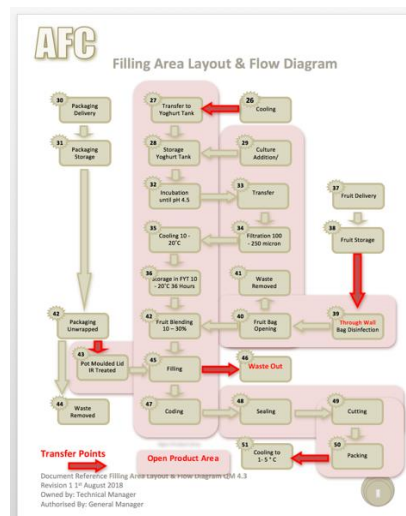 AFC
Filling Area Layout & Flow Diagram
30
Packaging
Delivery
27
Transfer to
Yoghurt Tank
26
Cooling
31
Packaging
Storage
28
Storage
Yoghurt Tank
29
Culture
Addition/
32
Incubation
until pH 4.5
33
Transfer
37
Fruit Delivery
35
Cooling 10 -
20°C
34
Filtration 100
- 250 micron
38
Fruit Storage
36
Storage in FYT 10
- 20°C 36 Hours
41
Waste
Removed
42
Packaging
Unwrapped
42
Fruit Blending
10 – 30%
40
Fruit Bag
Opening
39
Through Wall
Bag Disinfection
43
Pot Moulded Lid
IR Treated
45
Filling
46
Waste Out
44
Waste
Removed
47
Coding
48
Sealing
49
Cutting
51
Cooling to
1- 5 ° C
50
Packing
Transfer Points
Open Product Area
Document Reference Filling Area Layout & Flow Diagram QM 4.3
Revision 1 1st August 2018
Owned by: Technical Manager
Authorised By: General Manager